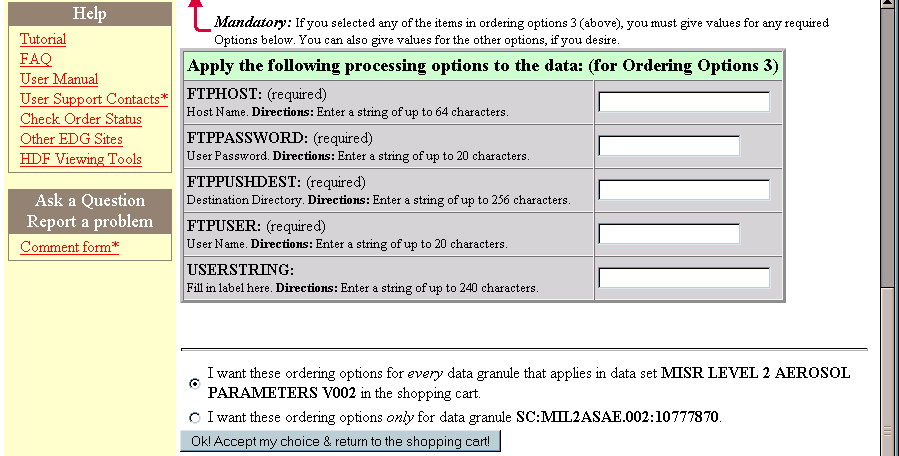 Help
Tutorial
FAQ
User Manual
User Support Contacts*
Check Order Status
Other EDG Sites
HDF Viewing Tools
Ask a Question
Report a problem
Comment form*
Mandatory: If you selected any of the items in ordering options 3 (above), you must give values for any required
Options below. You can also give values for the other options, if you desire.
Apply the following processing options to the data: (for Ordering Options 3)
FTPHOST: (required)
Host Name. Directions: Enter a string of up to 64 characters.
FTPPASSWORD: (required)
User Password. Directions: Enter a string of up to 20 characters.
FTPPUSHDEST: (required)
Destination Directory. Directions: Enter a string of up to 256 characters.
FTPUSER: (required)
User Name. Directions: Enter a string of up to 20 characters.
USERSTRING:
Fill in label here. Directions: Enter a string of up to 240 characters.
I want these ordering options for every data granule that applies in data set MISR LEVEL 2 AEROSOL
PARAMETERS V002 in the shopping cart.
I want these ordering options only for data granule SC:MIL2ASAE.002:10777870.
Ok! Accept my choice & return to the shopping cart!